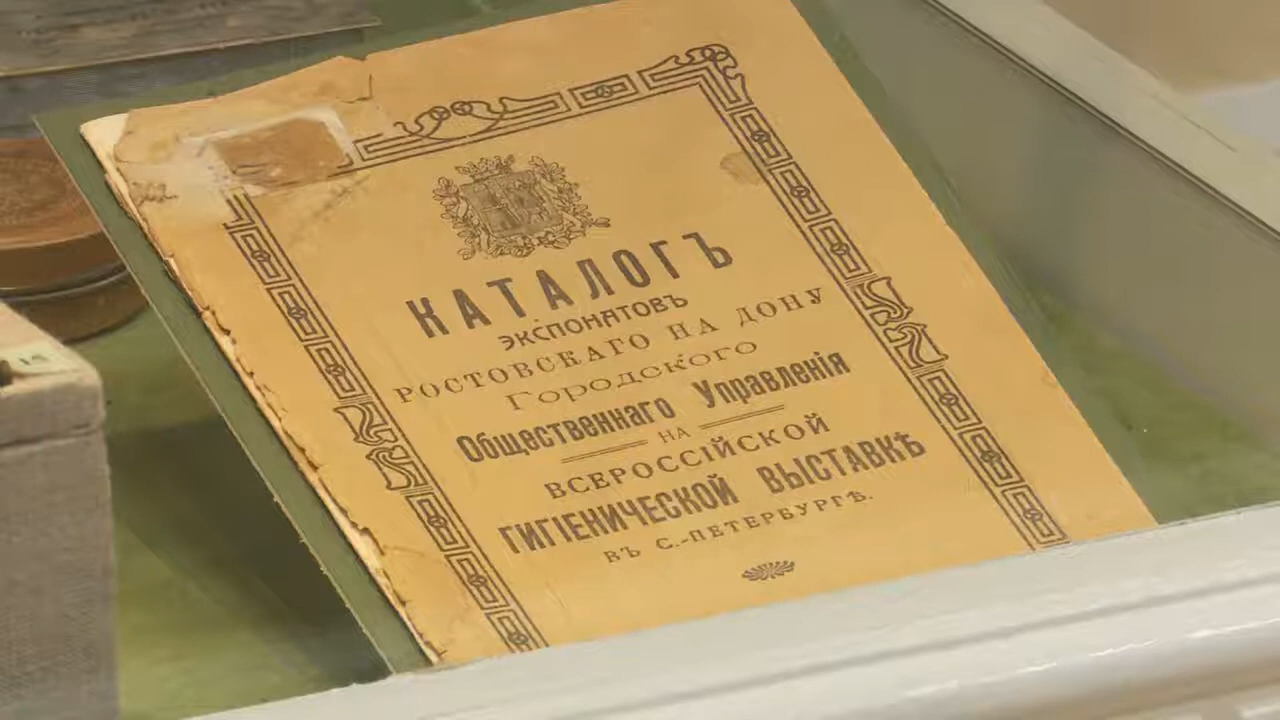 КАТАЛОГЪ
ЭКСПОНАТОВЪ
РОСТОВСКАГО НА ДОНУ
Городского
Общественнаго Управленія
НА
ВСЕРОССІЙСКОЙ
ГИГІЕНИЧЕСКОЙ ВЫСТАВКѢ
ВЪ С.-ПЕТЕРБУРГѢ.